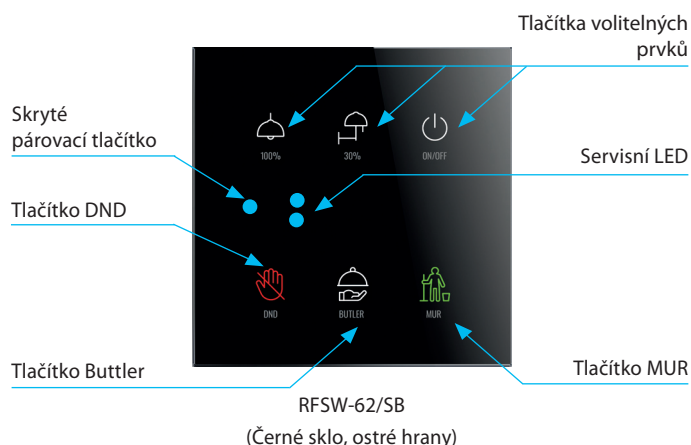 Tlačítka volitelných
prvků
Skryté
párovací tlačítko
100%
30%
ON/OFF
Servisní LED
Tlačítko DND
DND
BUTLER
MUR
Tlačítko Buttler
Tlačítko MUR
RFSW-62/SB
(Černé sklo, ostré hrany)